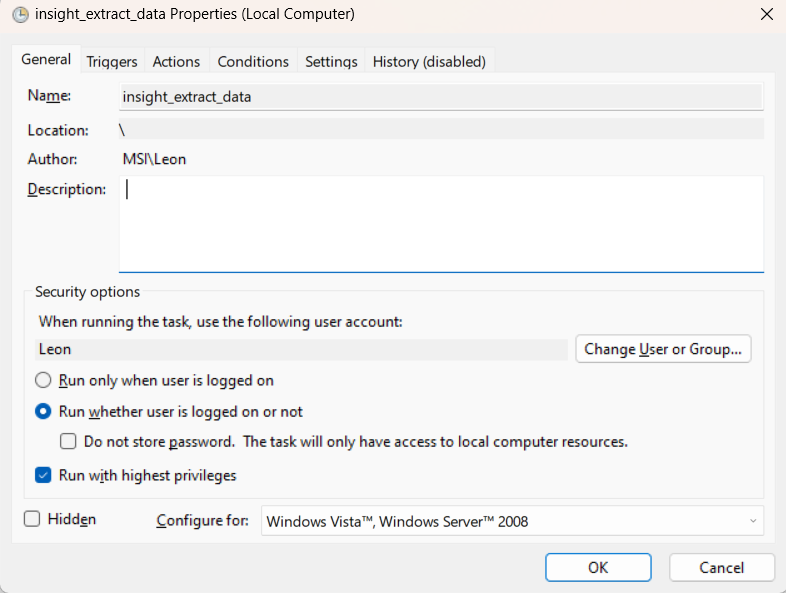 insight_extract_data Properties (Local Computer)
General Triggers Actions Conditions Settings History (disabled)
Name: insight_extract_data
Location: \
Author: MSI\Leon
Description:
Security options
When running the task, use the following user account:
Leon Change User or Group...
Run only when user is logged on
Run whether user is logged on or not
Do not store password. The task will only have access to local computer resources.
Run with highest privileges
Hidden Configure for: Windows Vista™, Windows Server™ 2008
OK Cancel